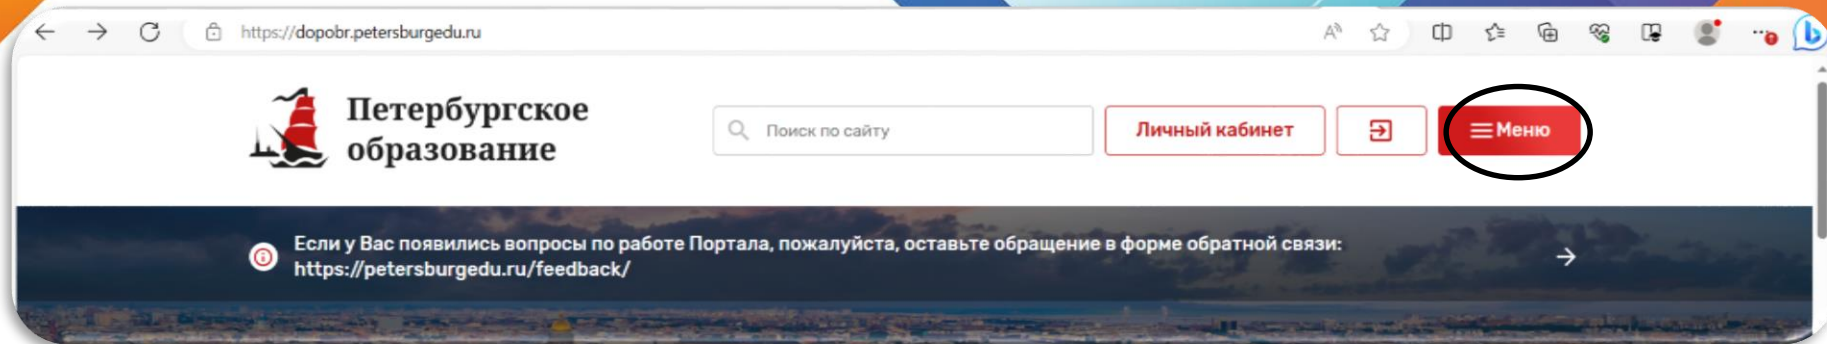 https://dopobr.petersburgedu.ru
Петербургское
образование
Поиск по сайту
Личный кабинет
Меню
Если у Вас появились вопросы по работе Портала, пожалуйста, оставьте обращение в форме обратной связи:
https://petersburgedu.ru/feedback/